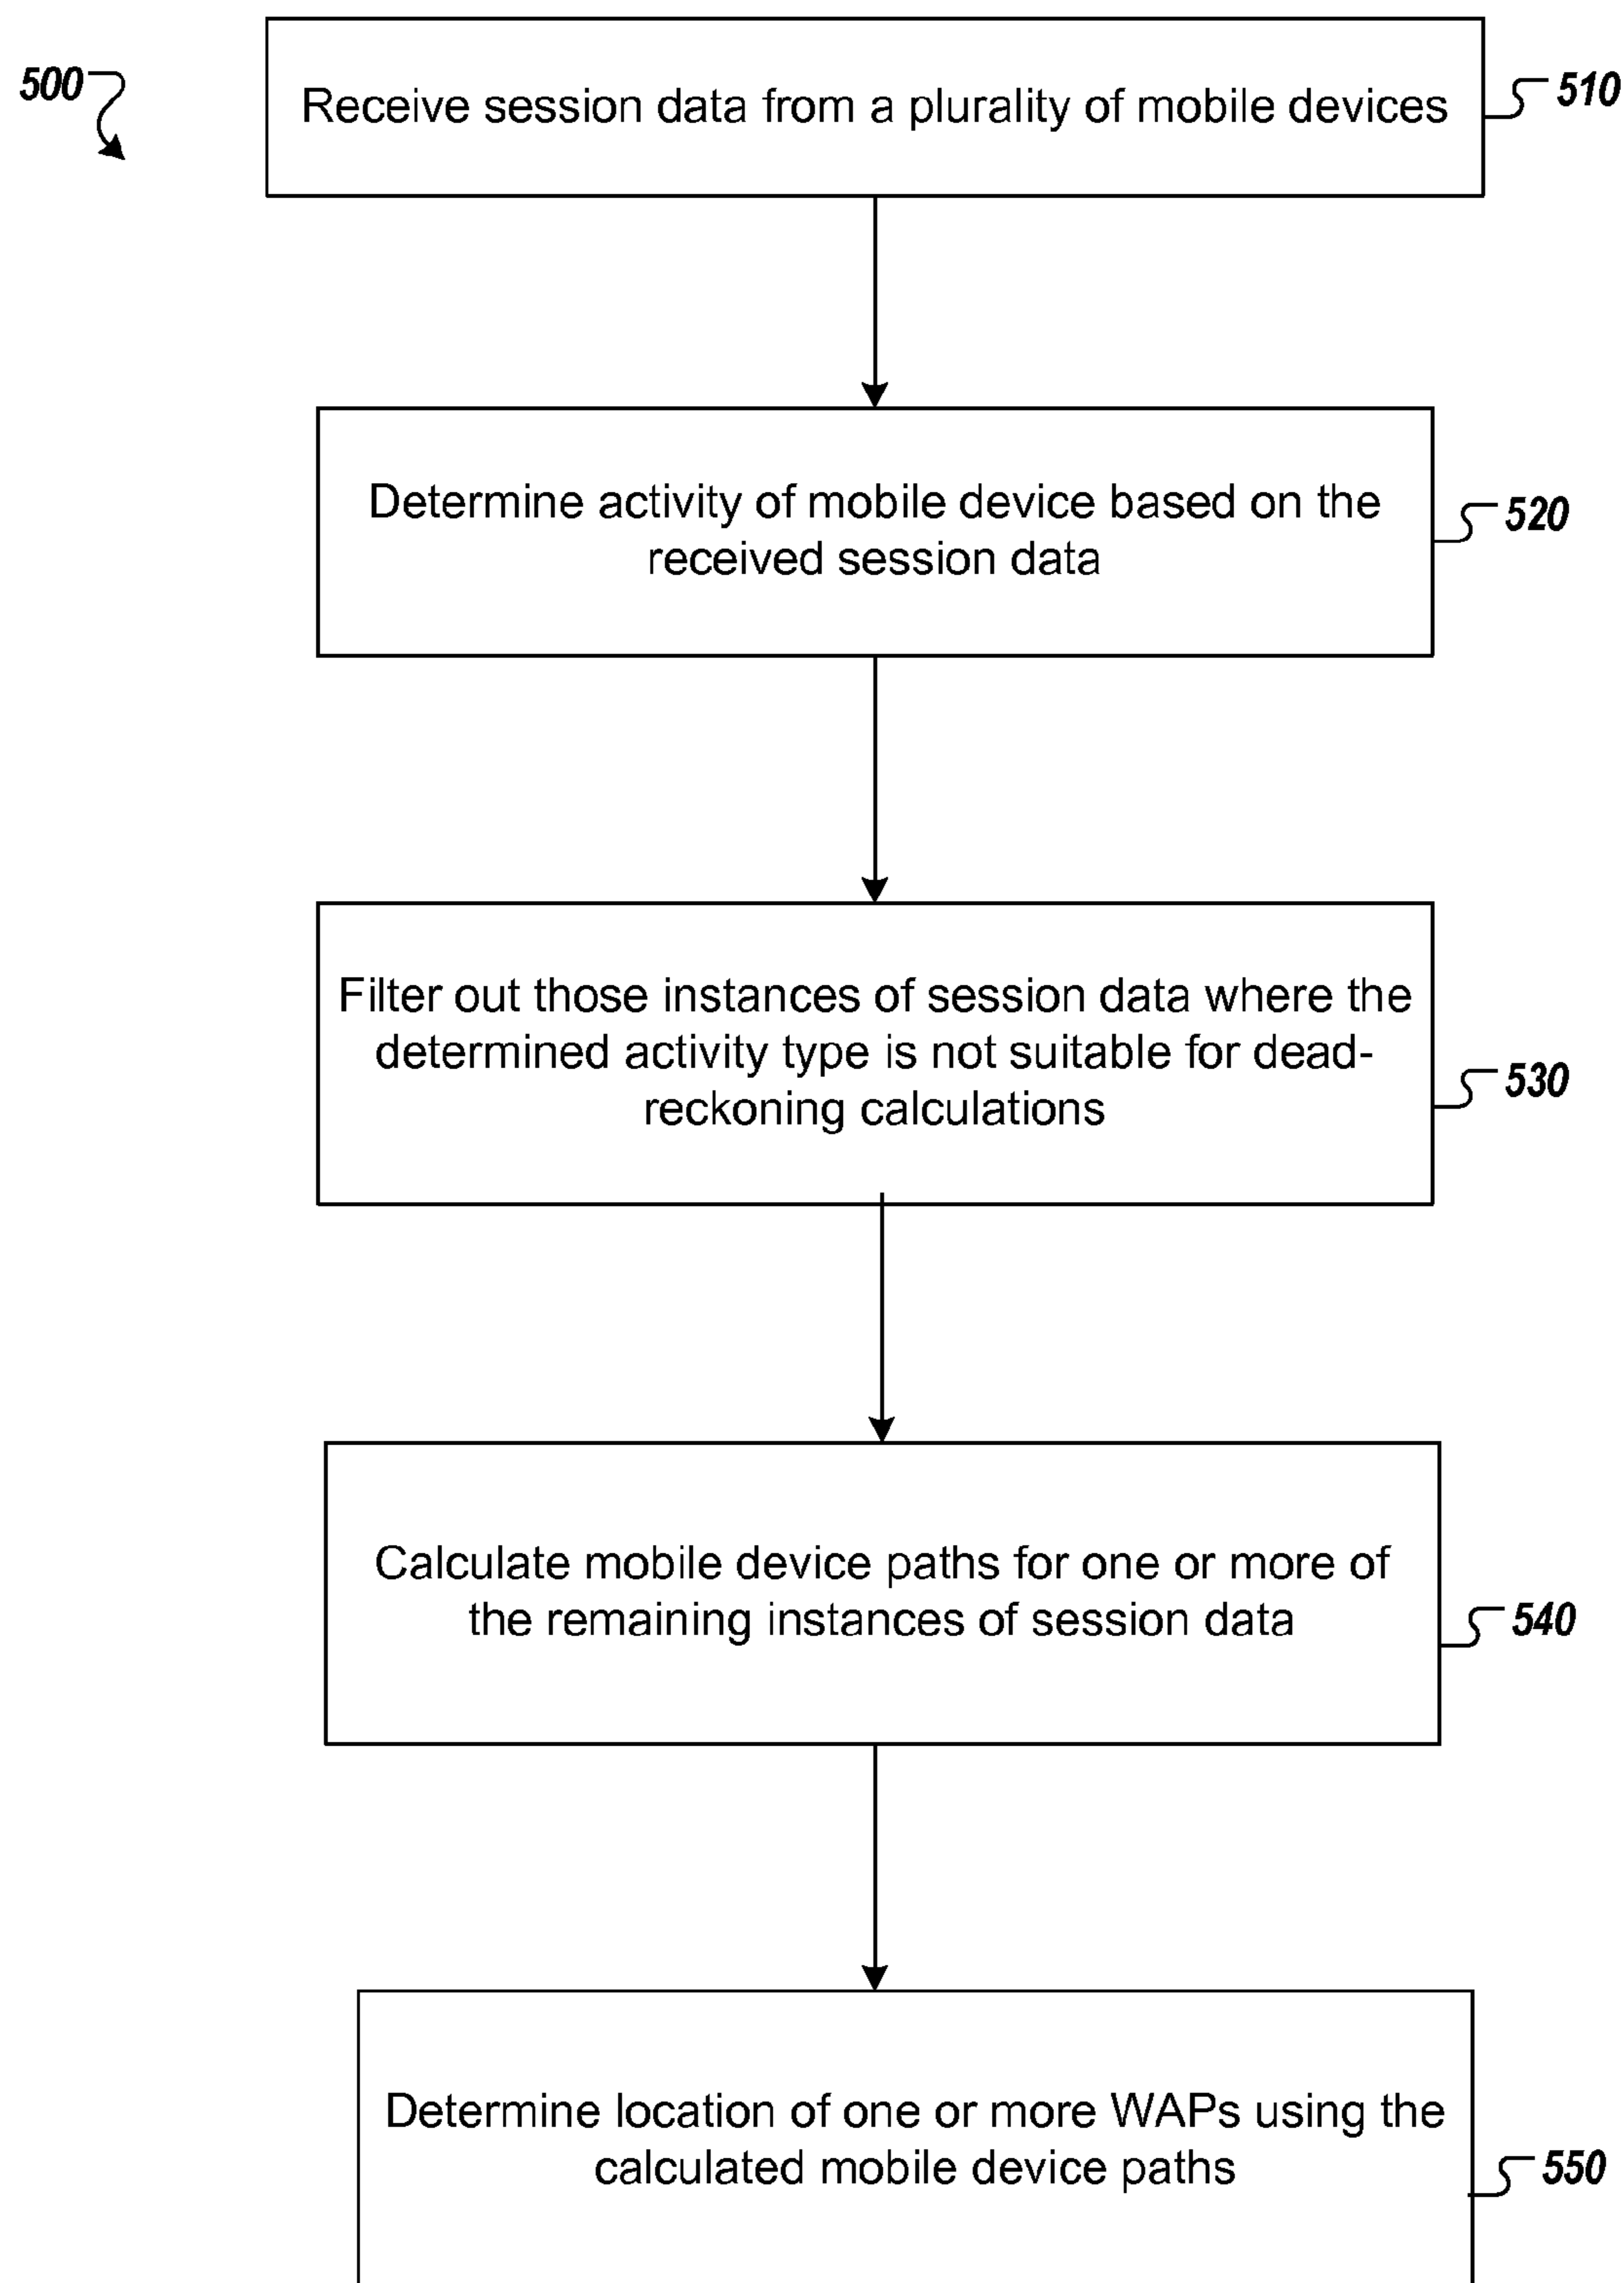 500
Receive session data from a plurality of mobile devices
510
Determine activity of mobile device based on the
received session data
520
Filter out those instances of session data where the
determined activity type is not suitable for dead-
reckoning calculations
530
Calculate mobile device paths for one or more of
the remaining instances of session data
540
Determine location of one or more WAPs using the
calculated mobile device paths
550